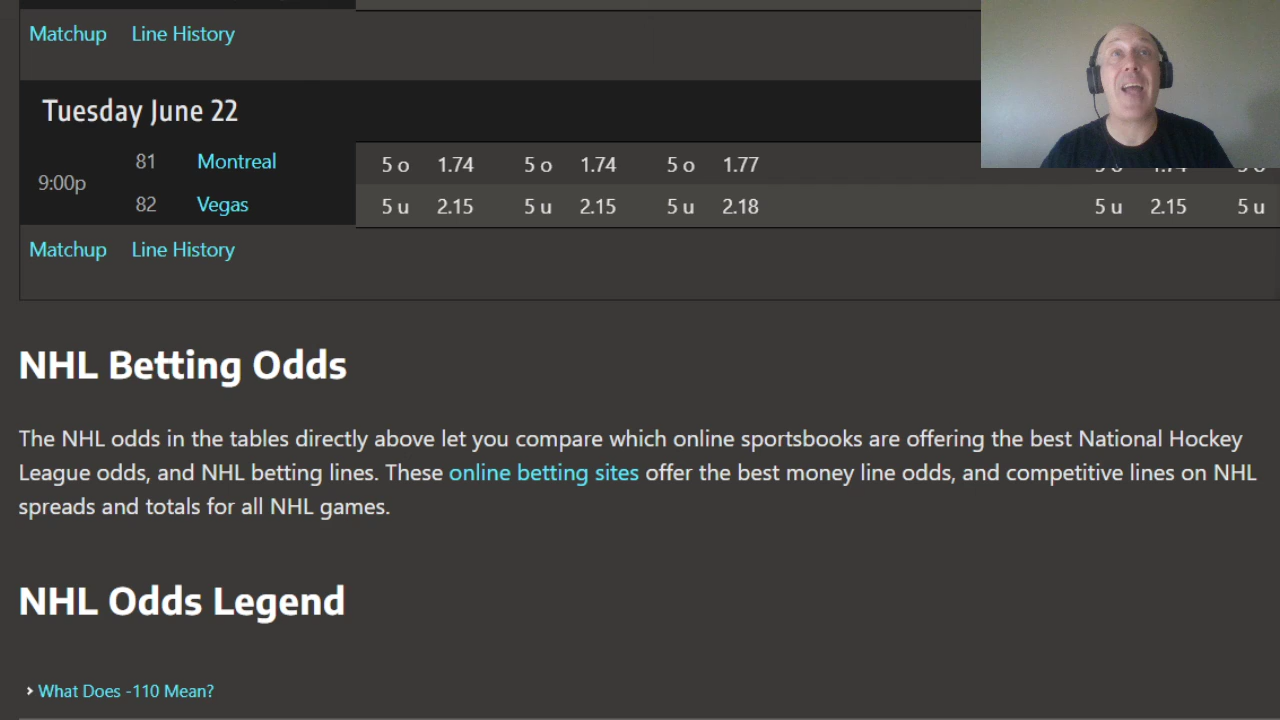 Matchup Line History
Tuesday June 22
9:00p
81 Montreal 5 o 1.74 5 o 1.74 5 o 1.77
82 Vegas 5 u 2.15 5 u 2.15 5 u 2.18 5 u 2.15 5 u
Matchup Line History
NHL Betting Odds
The NHL odds in the tables directly above let you compare which online sportsbooks are offering the best National Hockey
League odds, and NHL betting lines. These online betting sites offer the best money line odds, and competitive lines on NHL
spreads and totals for all NHL games.
NHL Odds Legend
What Does -110 Mean?